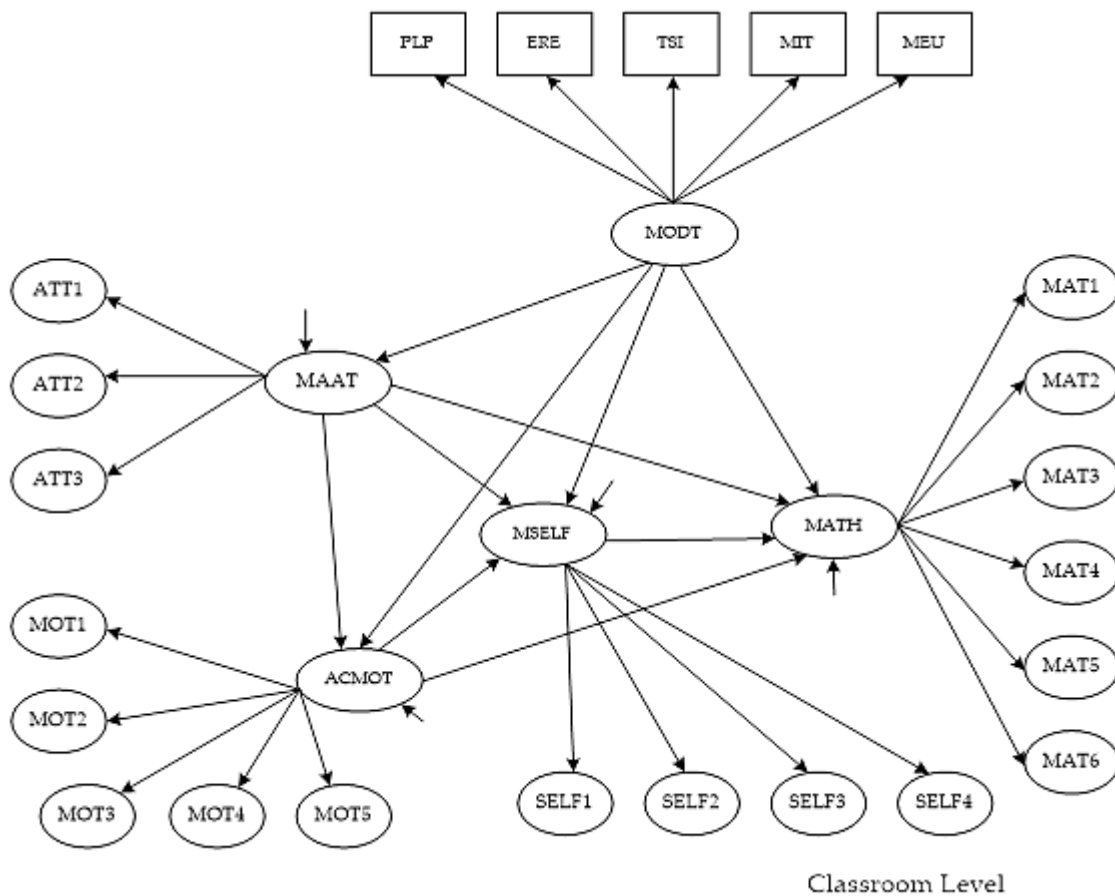 PLP
ERE
TSI
MIT
MEU
MODT
ATT1
ATT2
ATT3
MAAT
MAT1
MAT2
MAT3
MAT4
MAT5
MAT6
MSELF
MATH
MOT1
MOT2
MOT3
MOT4
MOT5
ACMOT
SELF1
SELF2
SELF3
SELF4
Classroom Level